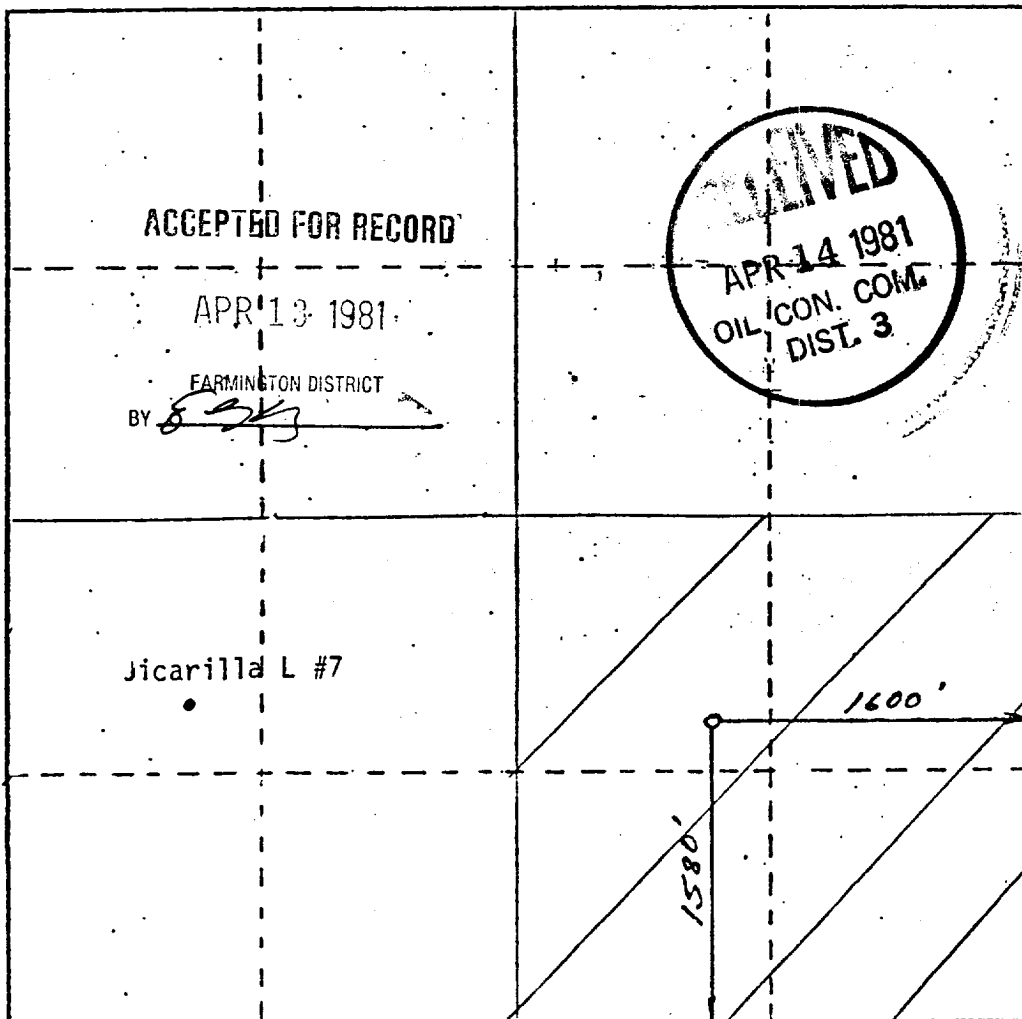 ACCEPTED FOR RECORD
APR 13 1981
FARMINGTON DISTRICT
BY
RECEIVED
APR 14 1981
OIL CON. COM.
DIST. 3
Jicarilla L #7
1600'
1580'